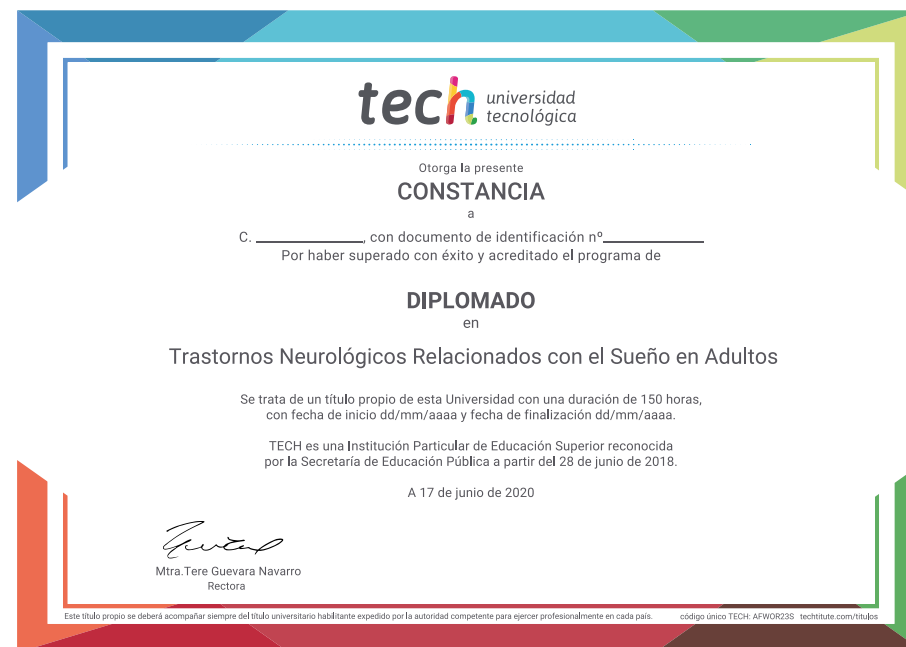 tech universidad
tecnológica
Otorga la presente
CONSTANCIA
a
C. ____________, con documento de identificación nº____________
Por haber superado con éxito y acreditado el programa de
DIPLOMADO
en
Trastornos Neurológicos Relacionados con el Sueño en Adultos
Se trata de un título propio de esta Universidad con una duración de 150 horas,
con fecha de inicio dd/mm/aaaa y fecha de finalización dd/mm/aaaa.
TECH es una Institución Particular de Educación Superior reconocida
por la Secretaría de Educación Pública a partir del 28 de junio de 2018.
A 17 de junio de 2020
Mtra.Tere Guevara Navarro
Rectora
Este título propio se deberá acompañar siempre del título universitario habilitante expedido por la autoridad competente para ejercer profesionalmente en cada país. código único TECH: AFWOR23S techtitute.com/titulos